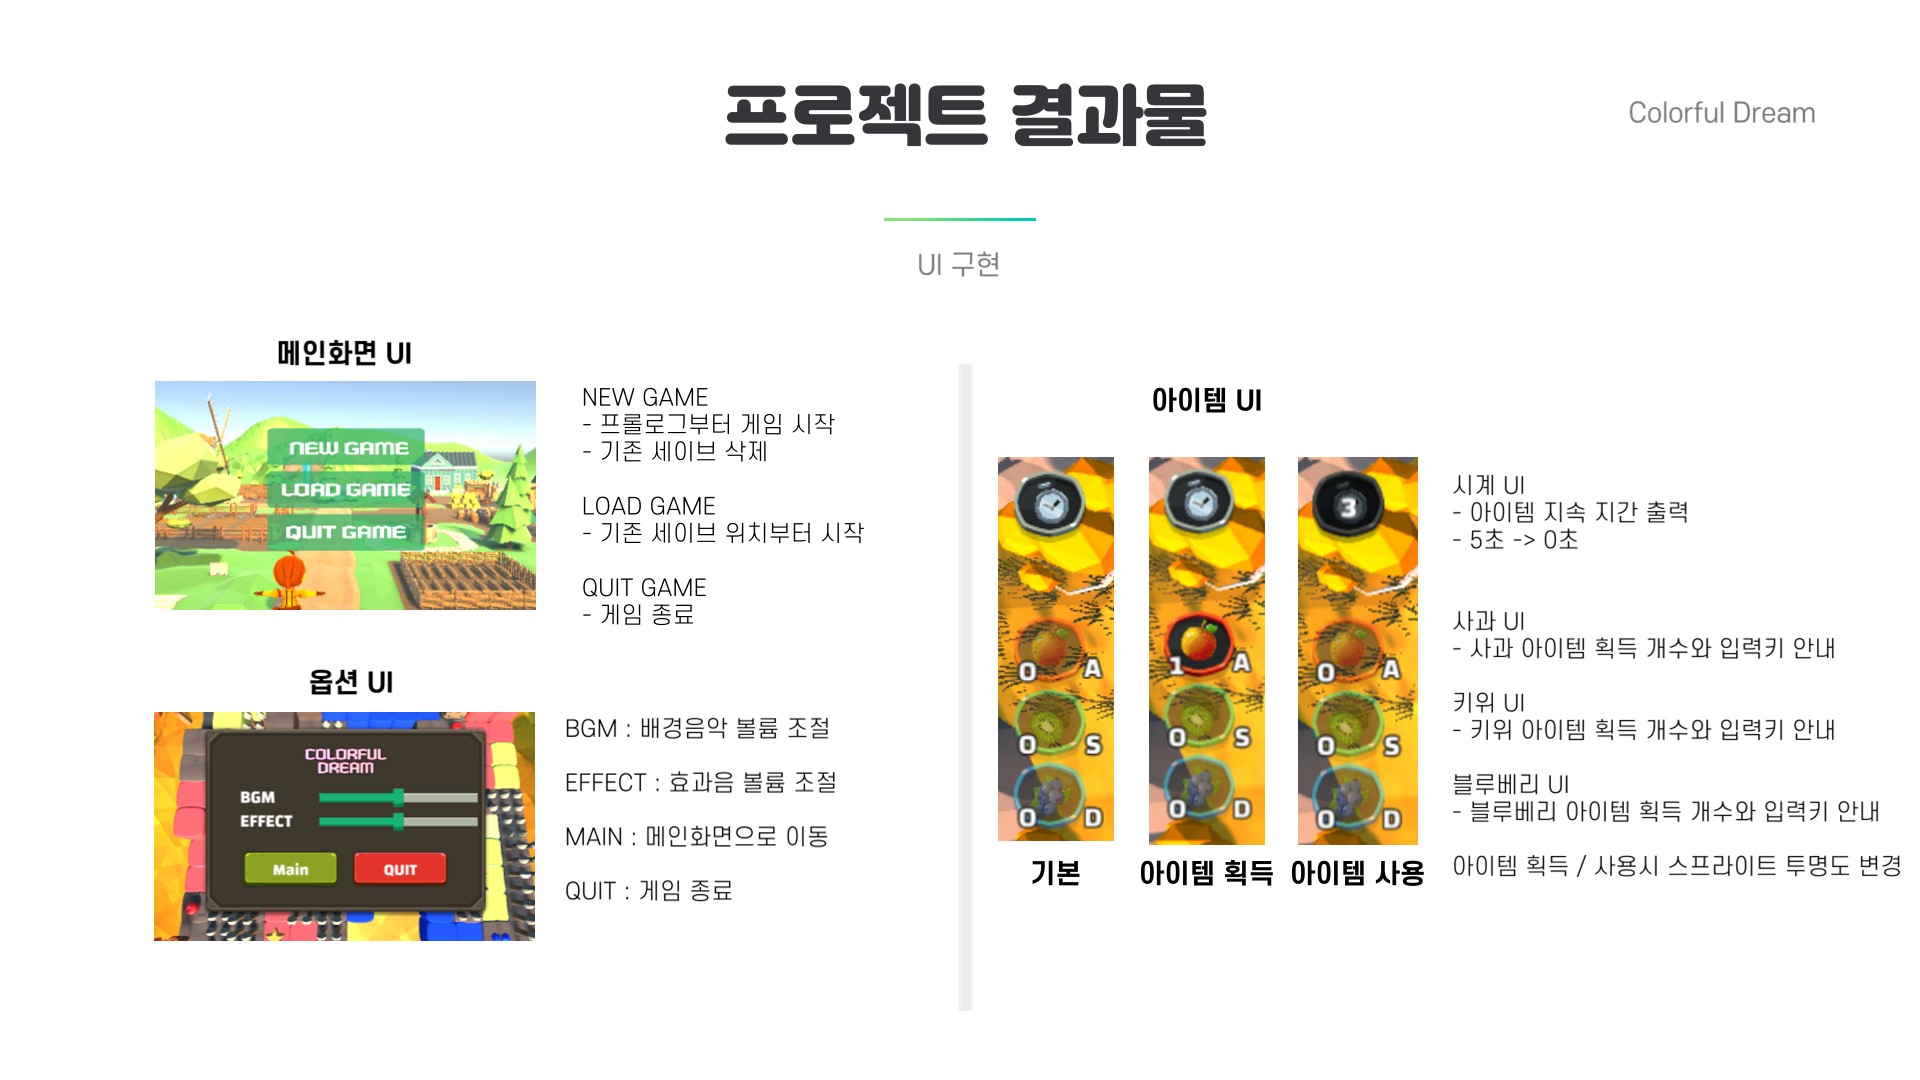 프로젝트 결과물
Colorful Dream
UI 구현
메인화면 UI
NEW GAME
LOAD GAME
QUIT GAME
NEW GAME
- 프롤로그부터 게임 시작
- 기존 세이브 삭제
LOAD GAME
- 기존 세이브 위치부터 시작
QUIT GAME
- 게임 종료
옵션 UI
COLORFUL
DREAM
BGM
EFFECT
Main
QUIT
BGM : 배경음악 볼륨 조절
EFFECT : 효과음 볼륨 조절
MAIN : 메인화면으로 이동
QUIT : 게임 종료
아이템 UI
0 A
0 S
0 D
기본
1 A
0 S
0 D
아이템 획득
3
0 A
0 S
0 D
아이템 사용
시계 UI
- 아이템 지속 지간 출력
- 5초 -> 0초
사과 UI
- 사과 아이템 획득 개수와 입력키 안내
키위 UI
- 키위 아이템 획득 개수와 입력키 안내
블루베리 UI
- 블루베리 아이템 획득 개수와 입력키 안내
아이템 획득 / 사용시 스프라이트 투명도 변경